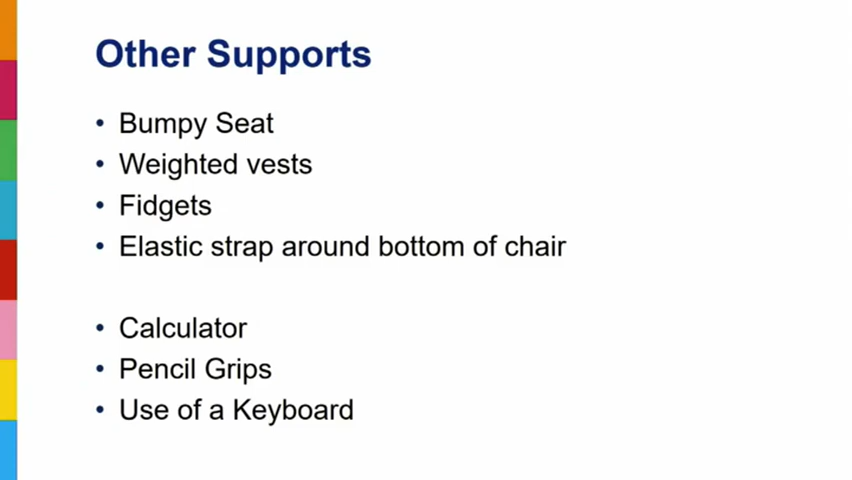 Other Supports
• Bumpy Seat
• Weighted vests
• Fidgets
• Elastic strap around bottom of chair
• Calculator
• Pencil Grips
• Use of a Keyboard